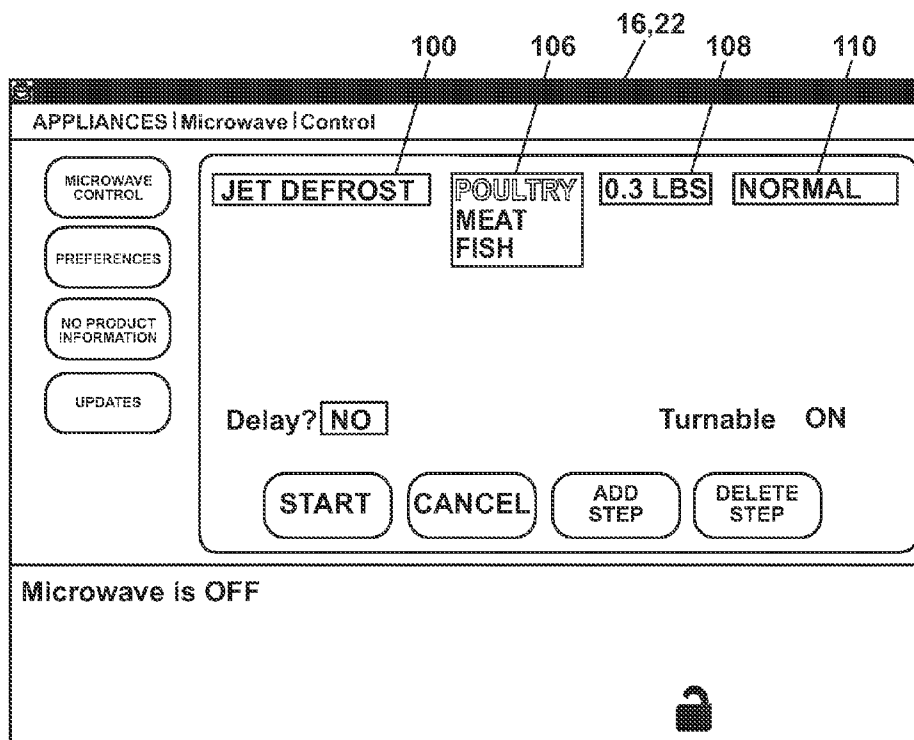 16,22
100 106 108 110
APPLIANCES | Microwave | Control
MICROWAVE
CONTROL
PREFERENCES
NO PRODUCT
INFORMATION
UPDATES
JET DEFROST POULTRY 0.3 LBS NORMAL
MEAT
FISH
Delay? NO Turnable ON
START CANCEL ADD
STEP DELETE
STEP
Microwave is OFF